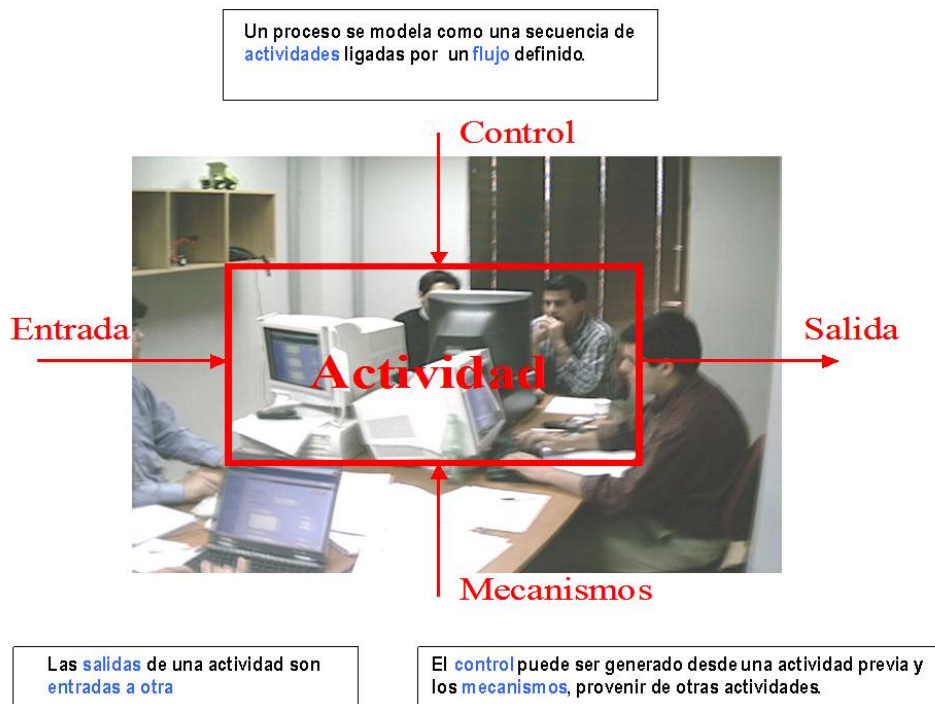 Un proceso se modela como una secuencia de
actividades ligadas por un flujo definido.
Control
Entrada
Salida
Actividad
Mecanismos
Las salidas de una actividad son
entradas a otra
El control puede ser generado desde una actividad previa y
los mecanismos, provenir de otras actividades.